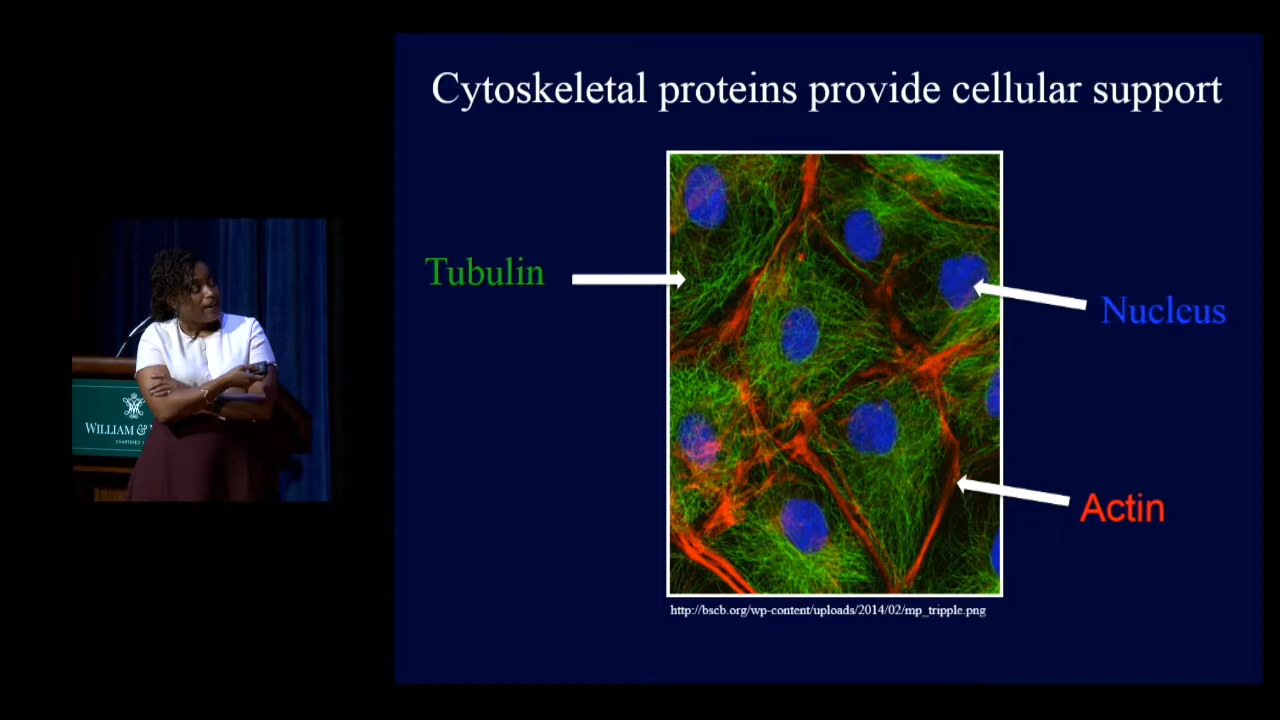 Cytoskeletal proteins provide cellular support
Tubulin
Nucleus
Actin
http://bscb.org/wp-content/uploads/2014/02/mp_tripple.png
WILLIAM &
CHARTERED